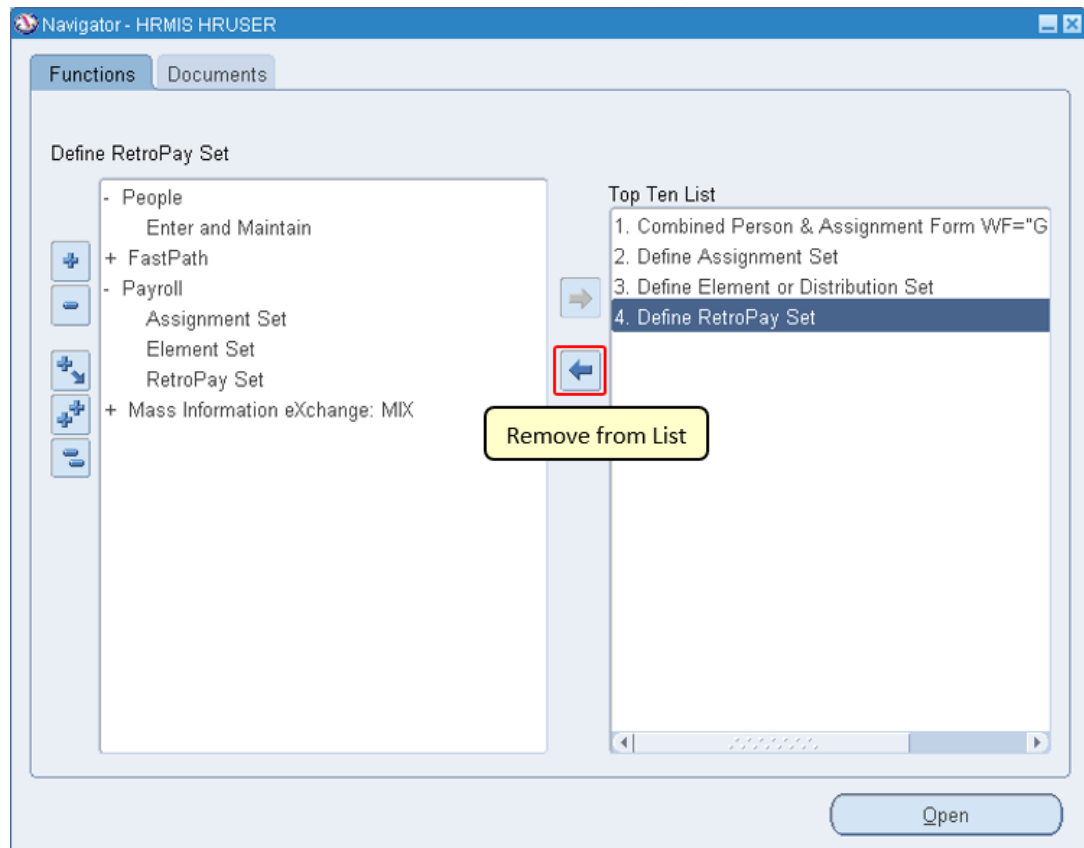 Navigator - HRMIS HRUSER
Functions
Documents
Define RetroPay Set
- People
Enter and Maintain
+ FastPath
- Payroll
Assignment Set
Element Set
RetroPay Set
+ Mass Information eXchange: MIX
Top Ten List
1. Combined Person & Assignment Form WF="G
2. Define Assignment Set
3. Define Element or Distribution Set
4. Define RetroPay Set
Remove from List
Open